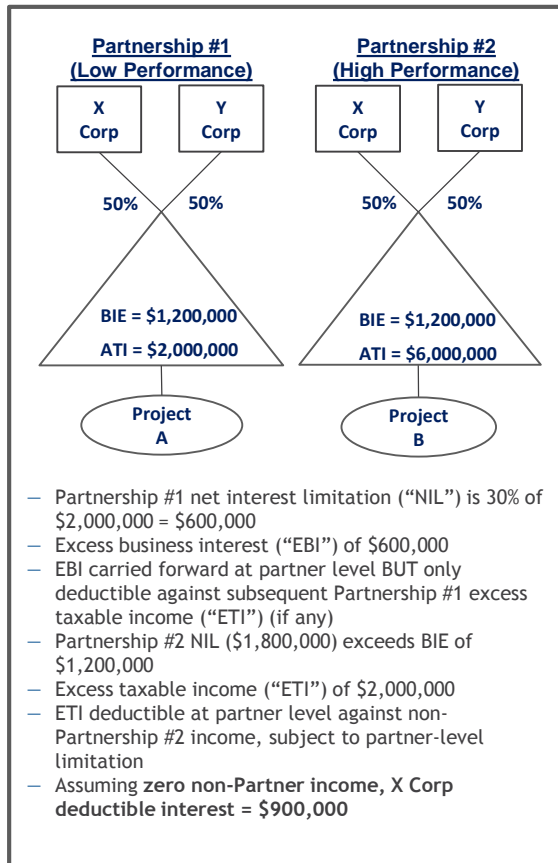 Partnership #1
(Low Performance)
Partnership #2
(High Performance)
X
Corp
Y
Corp
X
Corp
Y
Corp
50%
50%
50%
50%
BIE = $1,200,000
ATI = $2,000,000
BIE = $1,200,000
ATI = $6,000,000
Project
A
Project
B
– Partnership #1 net interest limitation (“NIL”) is 30% of
$2,000,000 = $600,000
– Excess business interest (“EBI”) of $600,000
– EBI carried forward at partner level BUT only
deductible against subsequent Partnership #1 excess
taxable income (“ETI”) (if any)
– Partnership #2 NIL ($1,800,000) exceeds BIE of
$1,200,000
– Excess taxable income (“ETI”) of $2,000,000
– ETI deductible at partner level against non-
Partnership #2 income, subject to partner-level
limitation
– Assuming zero non-Partner income, X Corp
deductible interest = $900,000